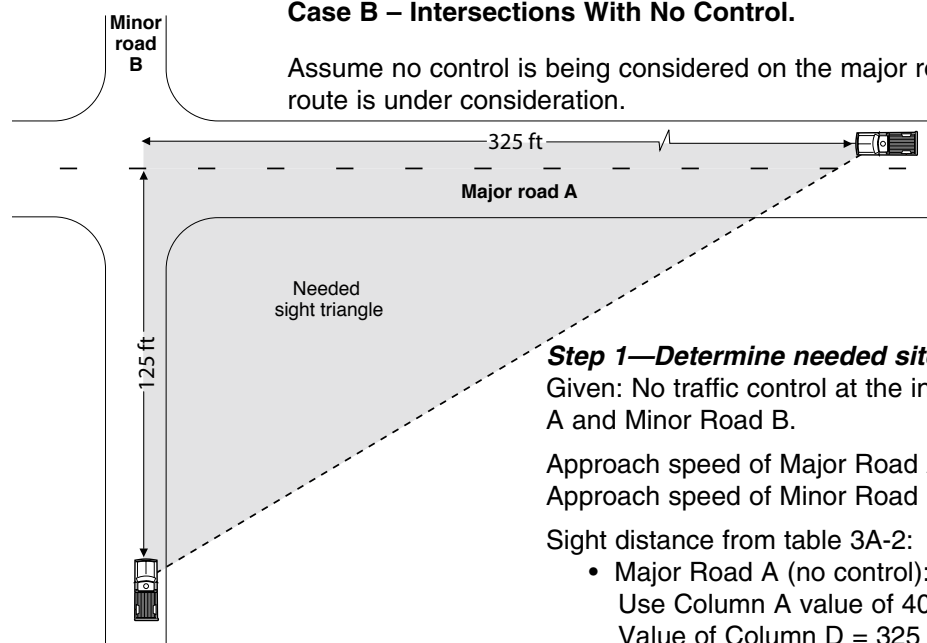 Case B – Intersections With No Control.
Minor
road
B
Assume no control is being considered on the major
route is under consideration.
325 ft
Major road A
Needed
sight triangle
125 ft
Step 1—Determine needed
Given: No traffic control at the
A and Minor Road B.
Approach speed of Major Road
Approach speed of Minor Road
Sight distance from table 3A-2:
• Major Road A (no control):
Use Column A value of 40
Value of Column D = 325